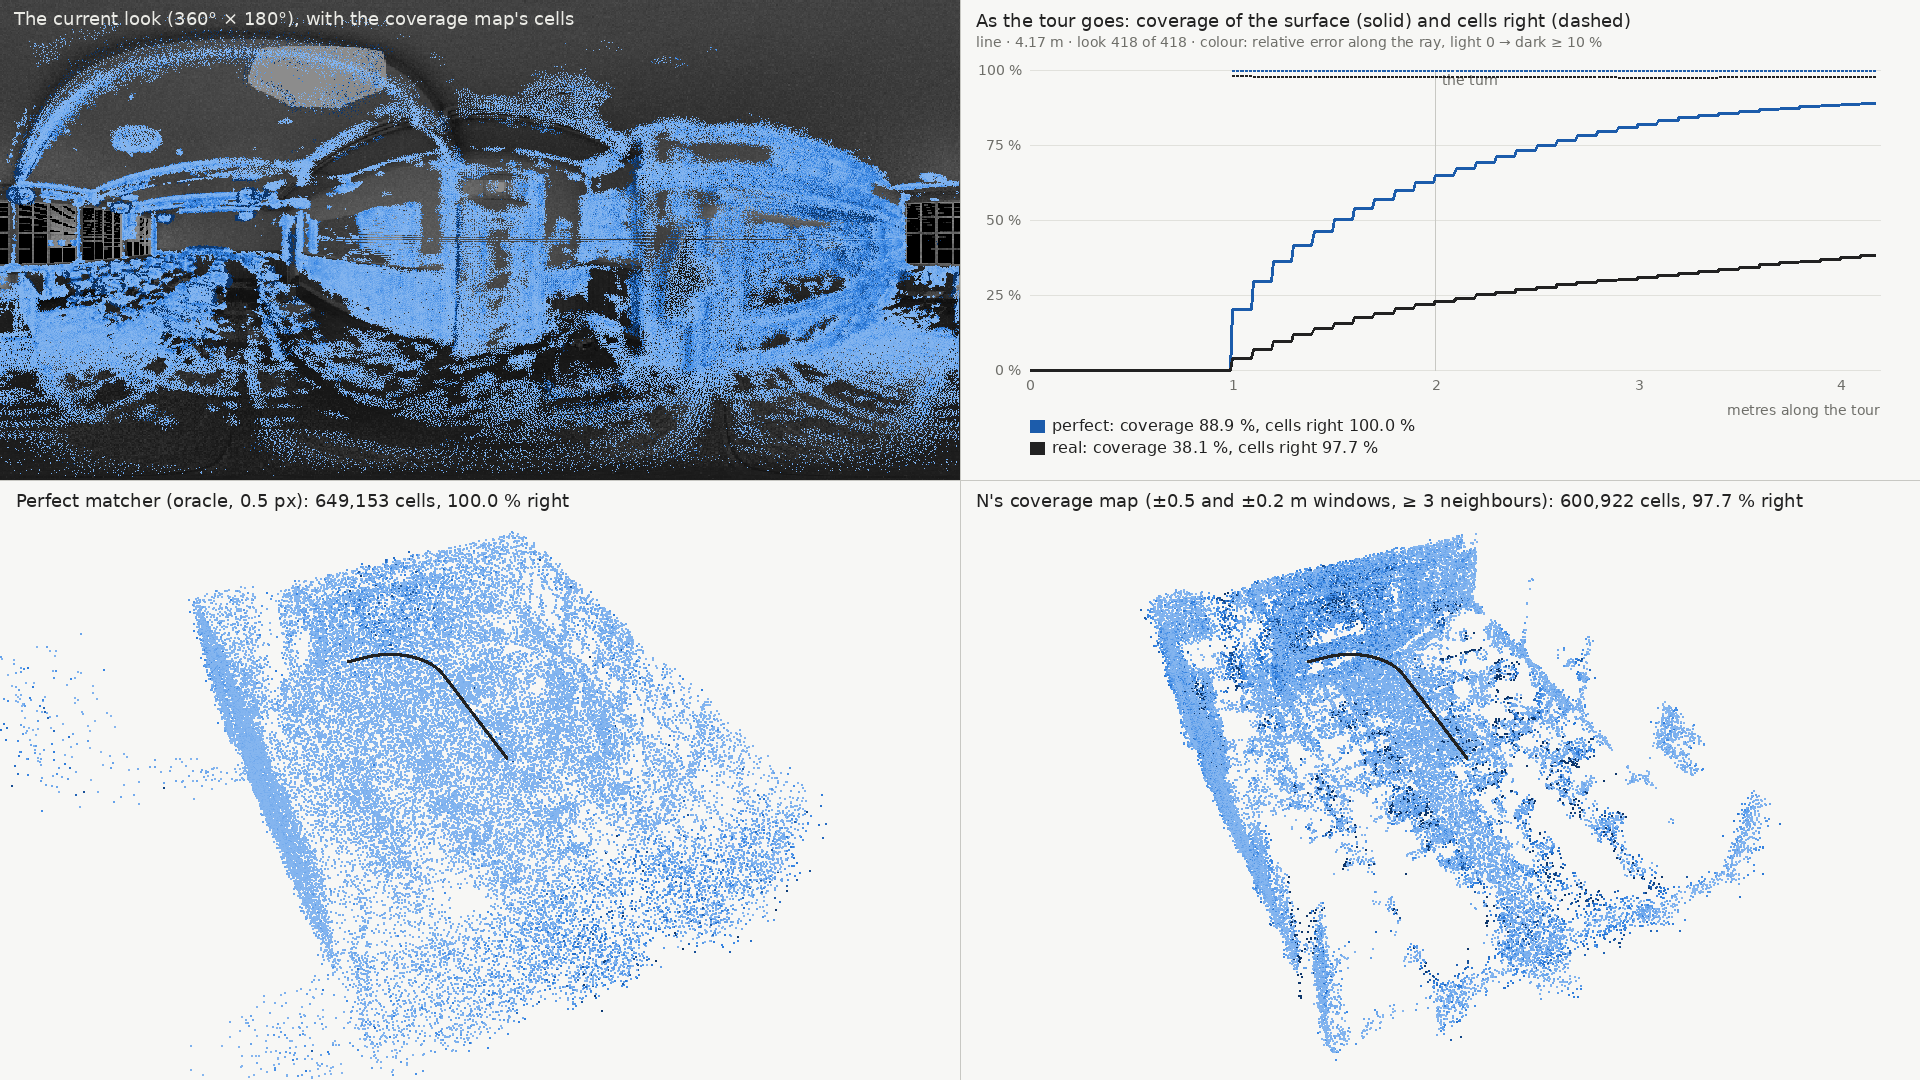 The current look (360° × 180°), with the coverage map's cells
As the tour goes: coverage of the surface (solid) and cells right (dashed)
line · 4.17 m · look 418 of 418 · colour: relative error along the ray, light 0 → dark ≥ 10 %
100 %
the turn
75 %
50 %
25 %
0 %
0 1 2 3 4
metres along the tour
perfect: coverage 88.9 %, cells right 100.0 %
real: coverage 38.1 %, cells right 97.7 %
Perfect matcher (oracle, 0.5 px): 649,153 cells, 100.0 % right
N's coverage map (±0.5 and ±0.2 m windows, ≥ 3 neighbours): 600,922 cells, 97.7 % right